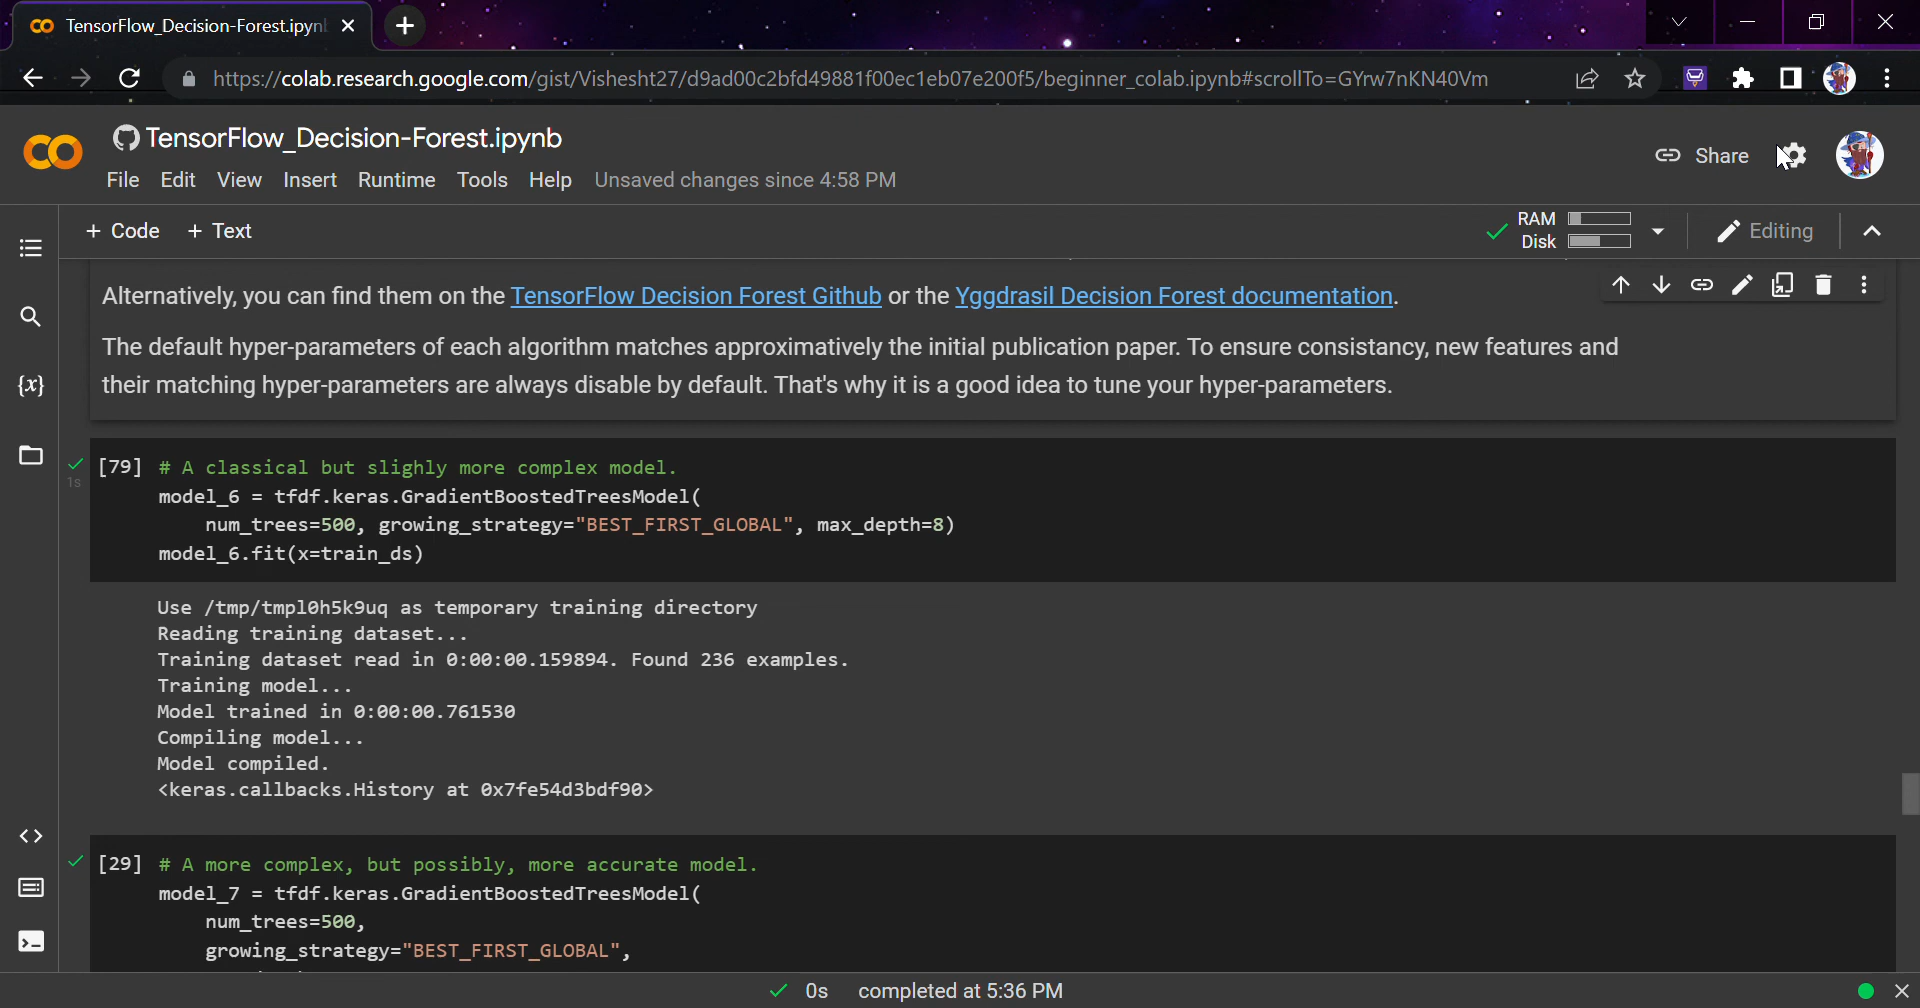 TensorFlow_Decision-Forest.ipynb
https://colab.research.google.com/gist/Vishesht27/d9ad00c2bfd49881f00ec1eb07e200f5/beginner_colab.ipynb#scrollTo=GYrw7nKN40Vm
TensorFlow_Decision-Forest.ipynb
Share
File Edit View Insert Runtime Tools Help Unsaved changes since 4:58 PM
+ Code + Text
RAM
Disk
Editing
Alternatively, you can find them on the TensorFlow Decision Forest Github or the Yggdrasil Decision Forest documentation.
The default hyper-parameters of each algorithm matches approximatively the initial publication paper. To ensure consistancy, new features and
their matching hyper-parameters are always disable by default. That's why it is a good idea to tune your hyper-parameters.
{x}
1s
[79] # A classical but slighly more complex model.
model_6 = tfdf.keras.GradientBoostedTreesModel(
num_trees=500, growing_strategy="BEST_FIRST_GLOBAL", max_depth=8)
model_6.fit(x=train_ds)
Use /tmp/tmpl0h5k9uq as temporary training directory
Reading training dataset...
Training dataset read in 0:00:00.159894. Found 236 examples.
Training model...
Model trained in 0:00:00.761530
Compiling model...
Model compiled.
<keras.callbacks.History at 0x7fe54d3bdf90>
[29] # A more complex, but possibly, more accurate model.
model_7 = tfdf.keras.GradientBoostedTreesModel(
num_trees=500,
growing_strategy="BEST_FIRST_GLOBAL",
0s completed at 5:36 PM